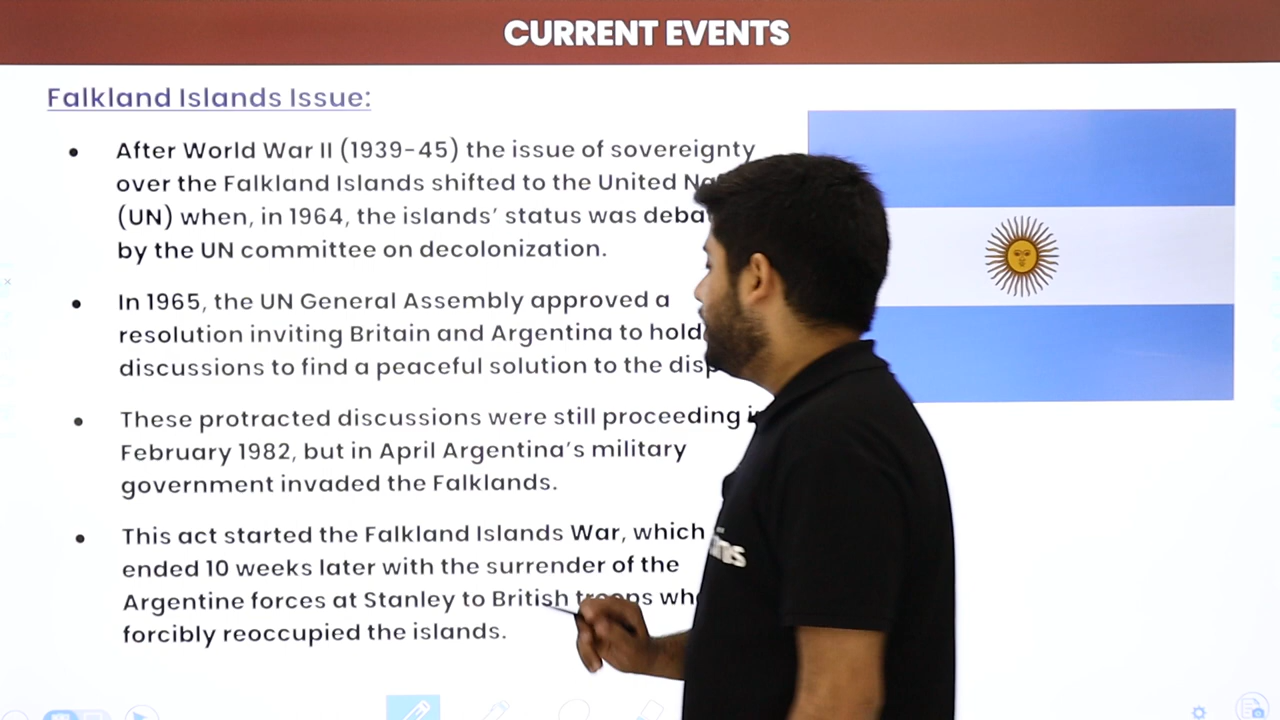 CURRENT EVENTS
Falkland Islands Issue:
• After World War II (1939-45) the issue of sovereignty
over the Falkland Islands shifted to the United
(UN) when, in 1964, the islands' status was
by the UN committee on decolonization.
• In 1965, the UN General Assembly approved a
resolution inviting Britain and Argentina to hold
discussions to find a peaceful solution to the
• These protracted discussions were still proceeding
February 1982, but in April Argentina's military
government invaded the Falklands.
• This act started the Falkland Islands War, which
ended 10 weeks later with the surrender of the
Argentine forces at Stanley to British troops
forcibly reoccupied the islands.